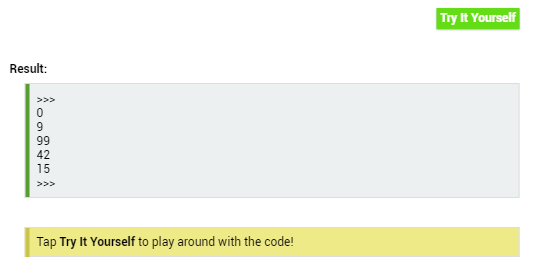 Try It Yourself
Result:
>>>
0
9
99
42
15
>>>
Tap Try It Yourself to play around with the code!